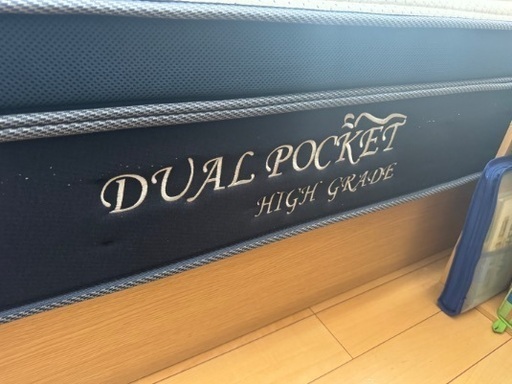 DUAL POCKET
HIGH GRADE